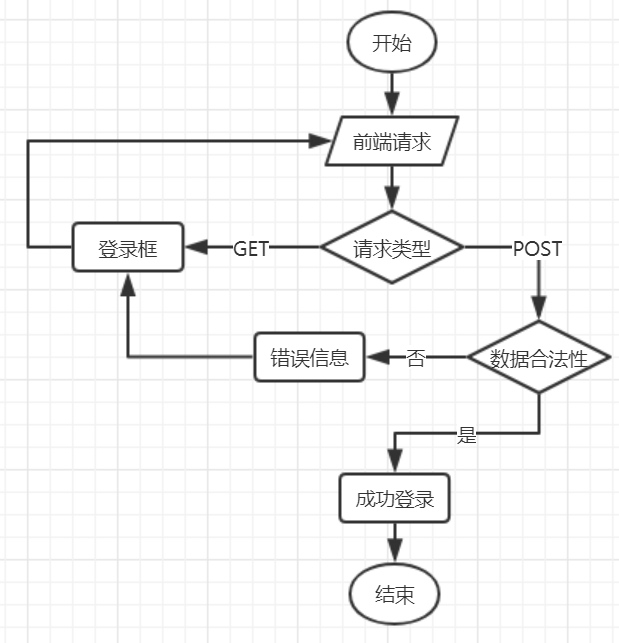 开始
前端请求
登录框
GET
请求类型
POST
错误信息
否
数据合法性
是
成功登录
结束